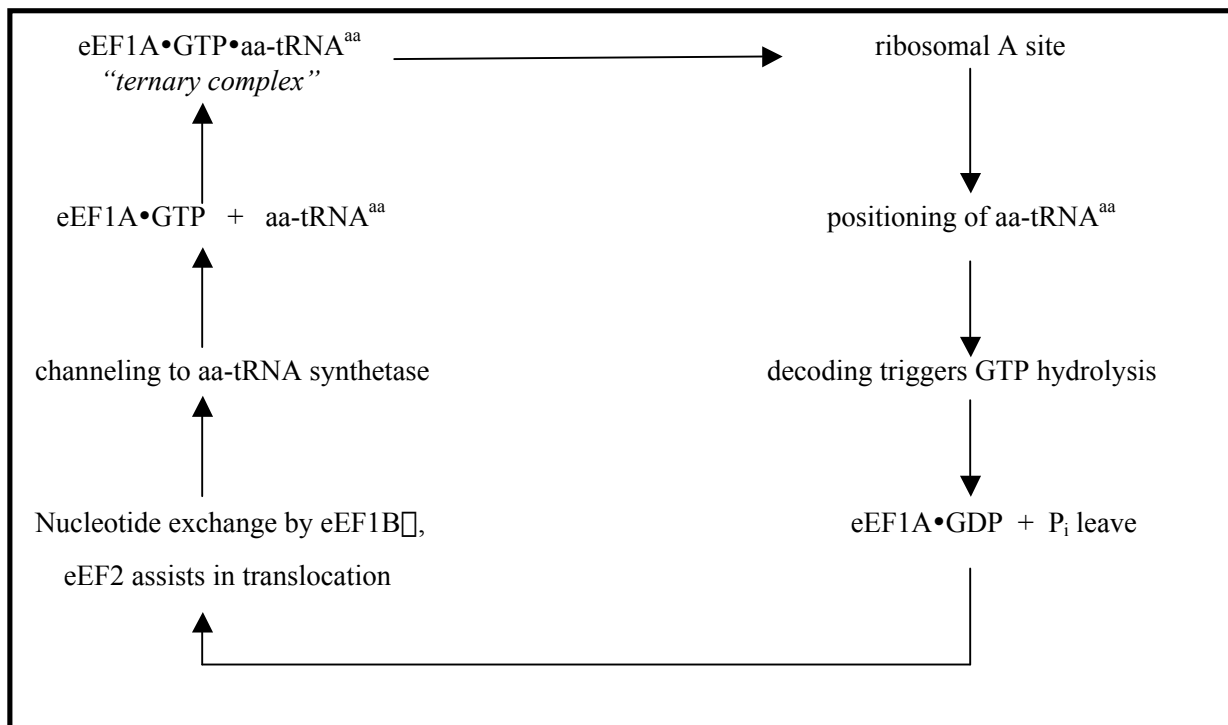 eEF1A•GTP•aa-tRNAᵃᵃ
“ternary complex”
ribosomal A site
eEF1A•GTP + aa-tRNAᵃᵃ
positioning of aa-tRNAᵃᵃ
channeling to aa-tRNA synthetase
decoding triggers GTP hydrolysis
Nucleotide exchange by eEF1B▯,
eEF1A•GDP + Pᵢ leave
eEF2 assists in translocation